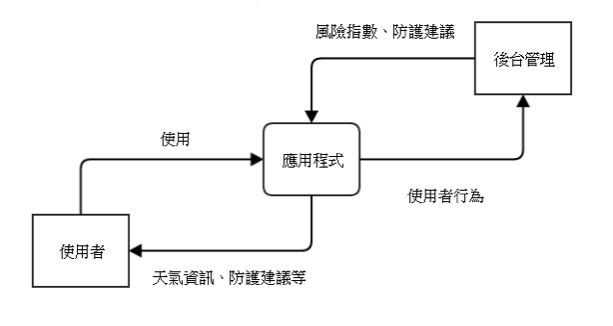 風險指數、防護建議
後台管理
使用
應用程式
使用者行為
使用者
天氣資訊、防護建議等